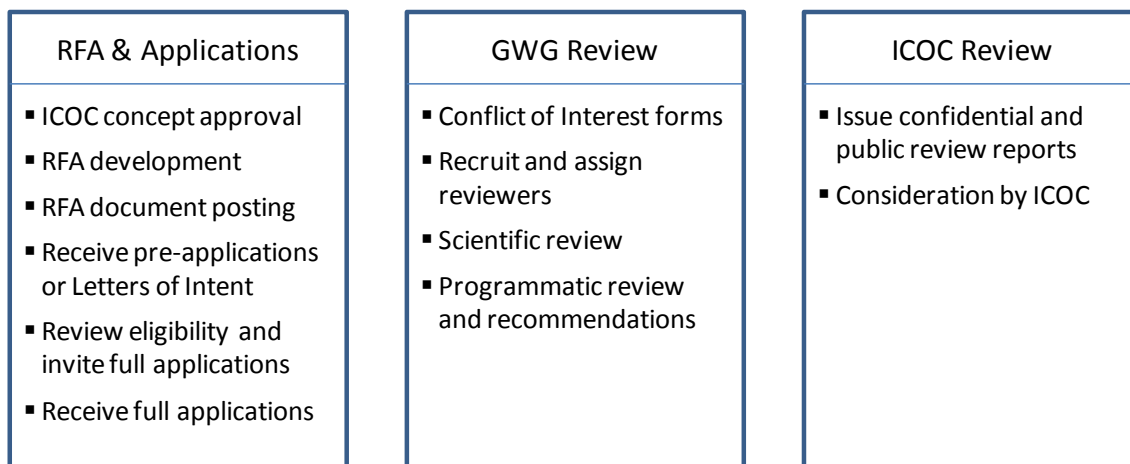 RFA & Applications
▪ ICOC concept approval
▪ RFA development
▪ RFA document posting
▪ Receive pre-applications
or Letters of Intent
▪ Review eligibility and
invite full applications
▪ Receive full applications
GWG Review
▪ Conflict of Interest forms
▪ Recruit and assign
reviewers
▪ Scientific review
▪ Programmatic review
and recommendations
ICOC Review
▪ Issue confidential and
public review reports
▪ Consideration by ICOC